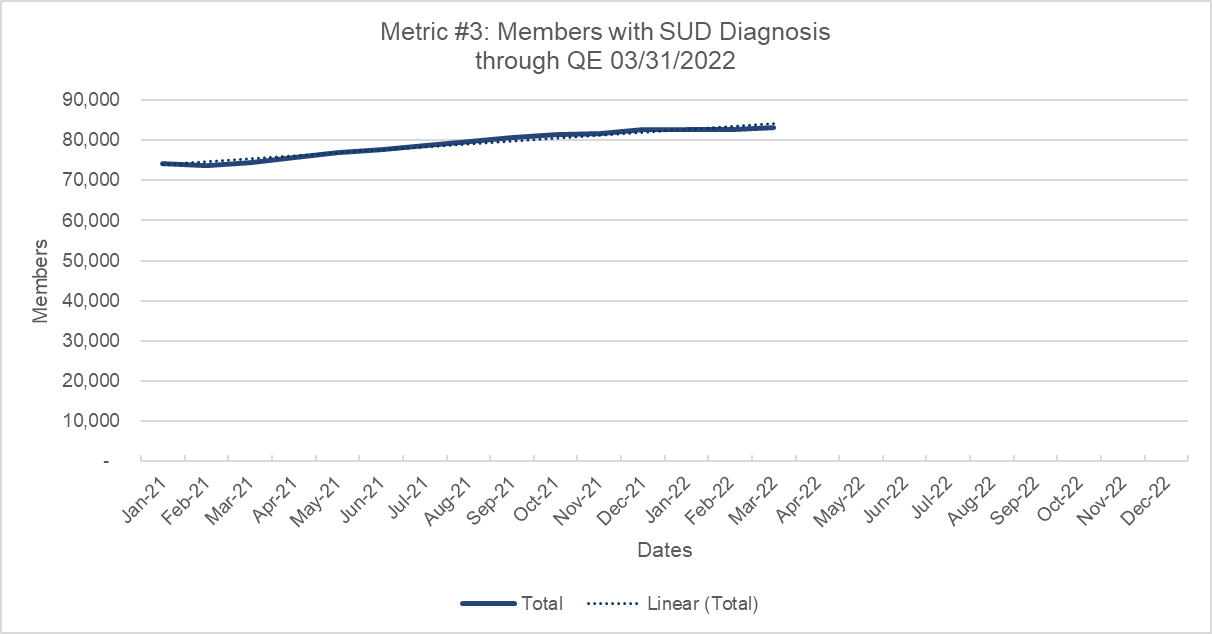 Metric #3: Members with SUD Diagnosis
through QE 03/31/2022
90,000
80,000
70,000
60,000
50,000
40,000
30,000
20,000
10,000
-
Members
Jan-21
Feb-21
Mar-21
Apr-21
May-21
Jun-21
Jul-21
Aug-21
Sep-21
Oct-21
Nov-21
Dec-21
Jan-22
Feb-22
Mar-22
Apr-22
May-22
Jun-22
Jul-22
Aug-22
Sep-22
Oct-22
Nov-22
Dec-22
Dates
Total
Linear (Total)